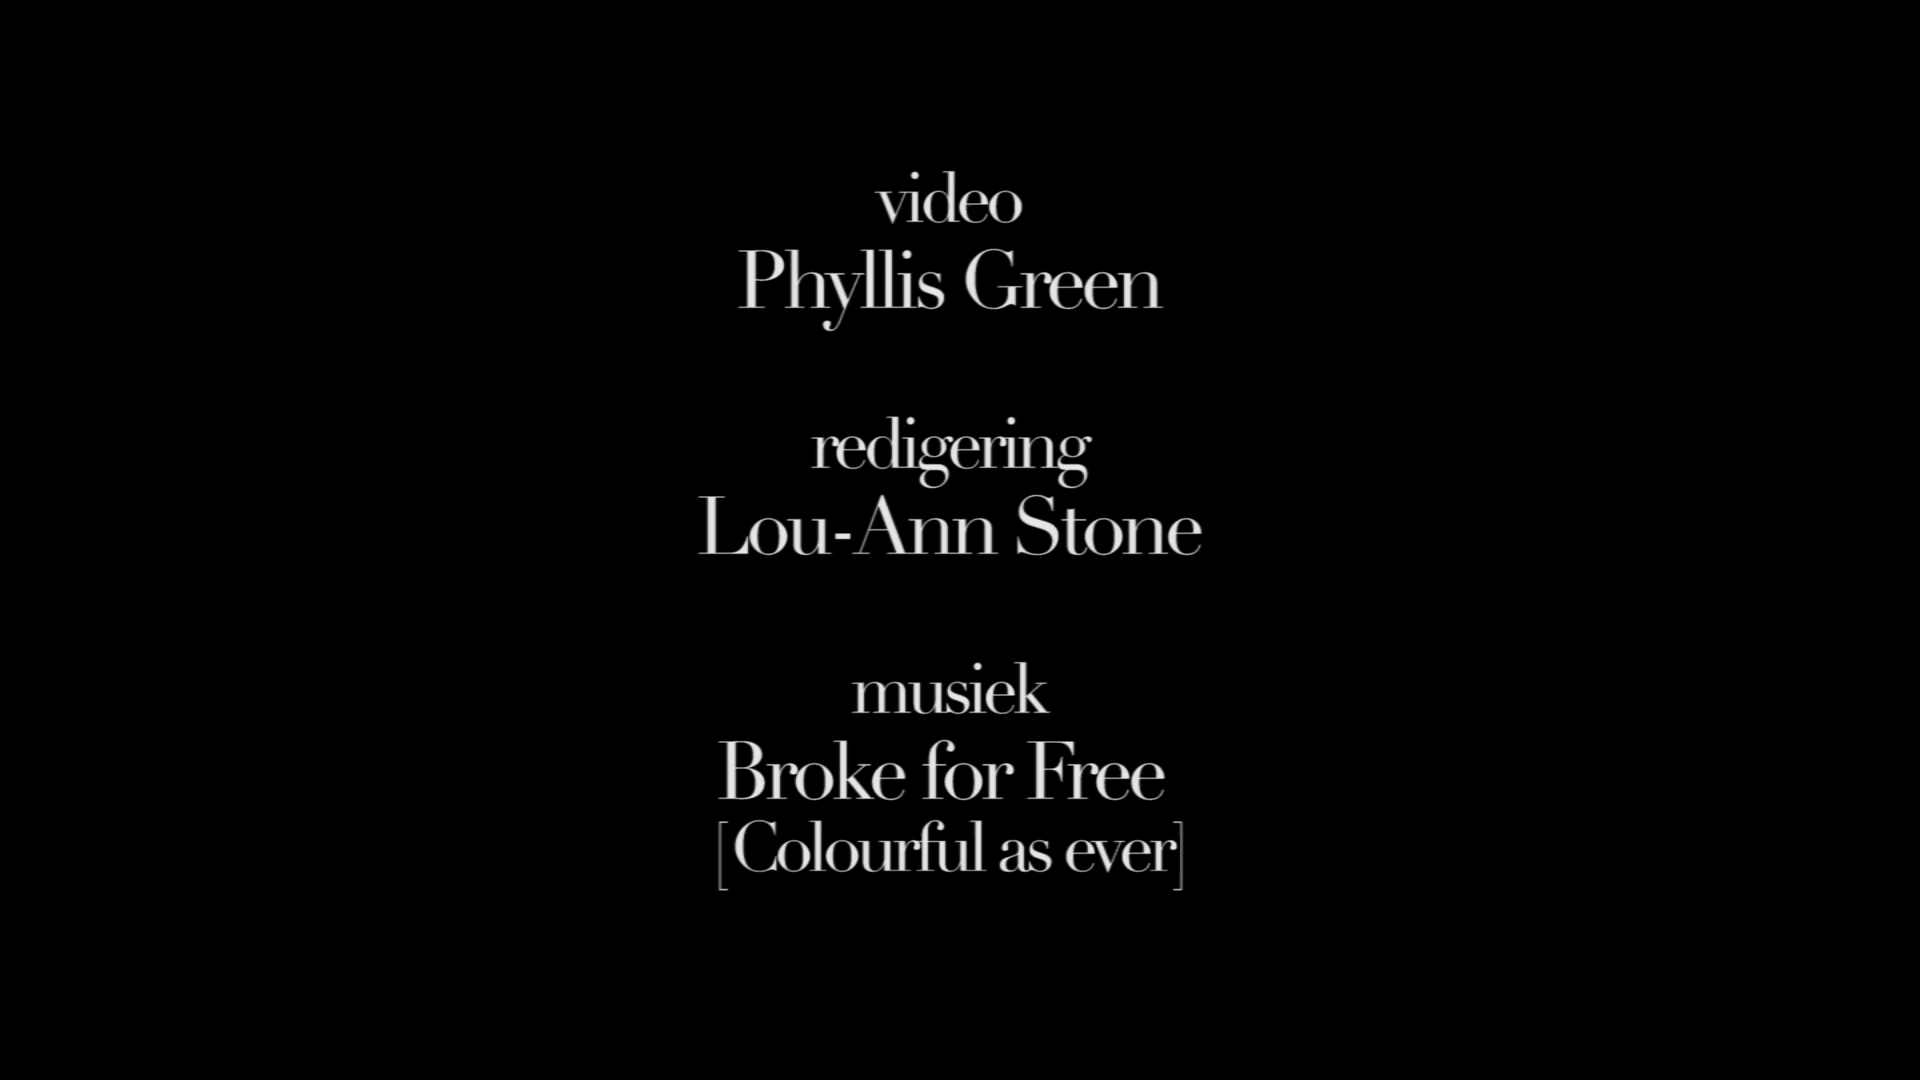 video
Phyllis Green
redigering
Lou-Ann Stone
musiek
Broke for Free
[Colourful as ever]